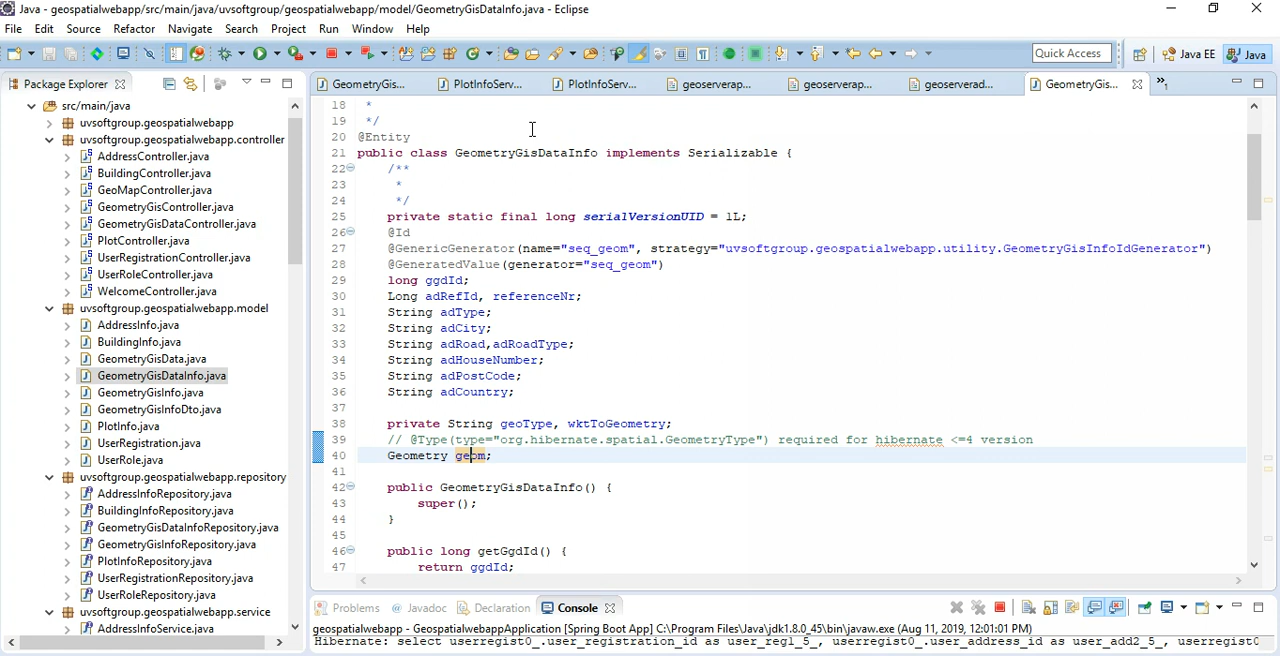 Java - geospatialwebapp/src/main/java/uvsoftgroup/geospatialwebapp/model/GeometryGisDataInfo.java - Eclipse
File Edit Source Refactor Navigate Search Project Run Window Help
Quick Access Java EE Java
Package Explorer GeometryGis... PlotInfoServ... PlotInfoServ... geoserverap... geoserverap... geoserverad... GeometryGis... »1
src/main/java
uvsoftgroup.geospatialwebapp
uvsoftgroup.geospatialwebapp.controller
AddressController.java
BuildingController.java
GeoMapController.java
GeometryGisController.java
GeometryGisDataController.java
PlotController.java
UserRegistrationController.java
UserRoleController.java
WelcomeController.java
uvsoftgroup.geospatialwebapp.model
AddressInfo.java
BuildingInfo.java
GeometryGisData.java
GeometryGisDataInfo.java
GeometryGisInfo.java
GeometryGisInfoDto.java
PlotInfo.java
UserRegistration.java
UserRole.java
uvsoftgroup.geospatialwebapp.repository
AddressInfoRepository.java
BuildingInfoRepository.java
GeometryGisDataInfoRepository.java
GeometryGisInfoRepository.java
PlotInfoRepository.java
UserRegistrationRepository.java
UserRoleRepository.java
uvsoftgroup.geospatialwebapp.service
AddressInfoService.java
18 *
19 */
20 @Entity
21 public class GeometryGisDataInfo implements Serializable {
22 /**
23 *
24 */
25 private static final long serialVersionUID = 1L;
26 @Id
27 @GenericGenerator(name="seq_geom", strategy="uvsoftgroup.geospatialwebapp.utility.GeometryGisInfoIdGenerator")
28 @GeneratedValue(generator="seq_geom")
29 long ggdId;
30 Long adRefId, referenceNr;
31 String adType;
32 String adCity;
33 String adRoad,adRoadType;
34 String adHouseNumber;
35 String adPostCode;
36 String adCountry;
37
38 private String geoType, wktToGeometry;
39 // @Type(type="org.hibernate.spatial.GeometryType") required for hibernate <=4 version
40 Geometry geom;
41
42 public GeometryGisDataInfo() {
43 super();
44 }
45
46 public long getGgdId() {
47 return ggdId;
Problems @ Javadoc Declaration Console
geospatialwebapp - GeospatialwebappApplication [Spring Boot App] C:\Program Files\Java\jdk1.8.0_45\bin\javaw.exe (Aug 11, 2019, 12:01:01 PM)
Hibernate: select userregist0_.user_registration_id as user_reg1_5_, userregist0_.user_address_id as user_add2_5_, userregist0